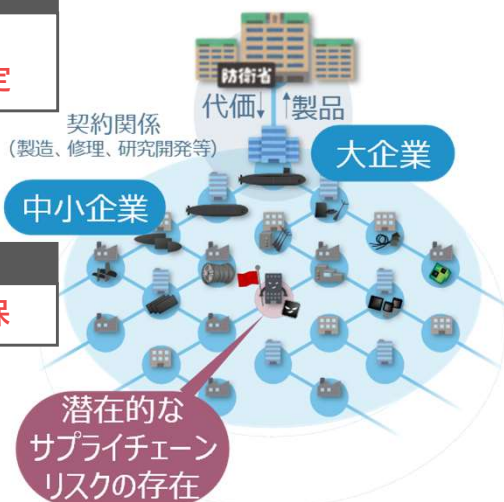 定
防衛省
代価↓ ↑製品
契約関係
（製造、修理、研究開発等）
大企業
中小企業
保
潜在的な
サプライチェーン
リスクの存在